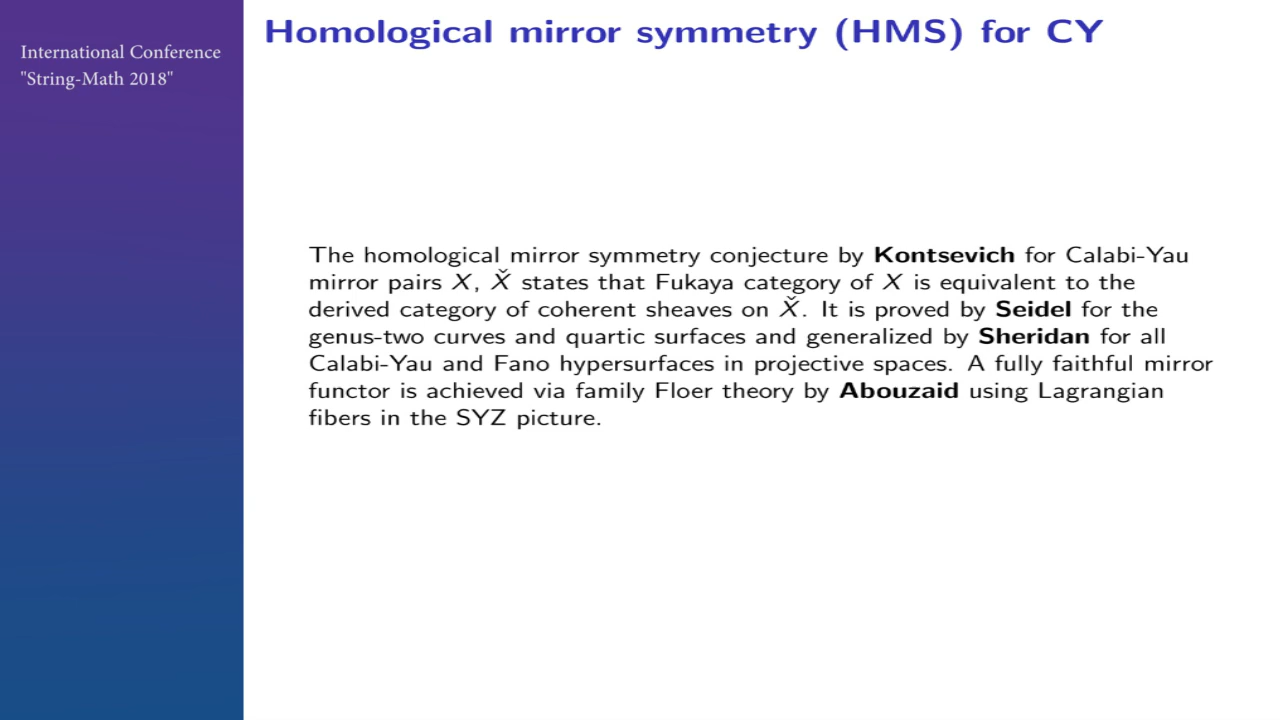 International Conference
"String-Math 2018"
Homological mirror symmetry (HMS) for CY
The homological mirror symmetry conjecture by Kontsevich for Calabi-Yau
mirror pairs X, X̌ states that Fukaya category of X is equivalent to the
derived category of coherent sheaves on X̌. It is proved by Seidel for the
genus-two curves and quartic surfaces and generalized by Sheridan for all
Calabi-Yau and Fano hypersurfaces in projective spaces. A fully faithful mirror
functor is achieved via family Floer theory by Abouzaid using Lagrangian
fibers in the SYZ picture.